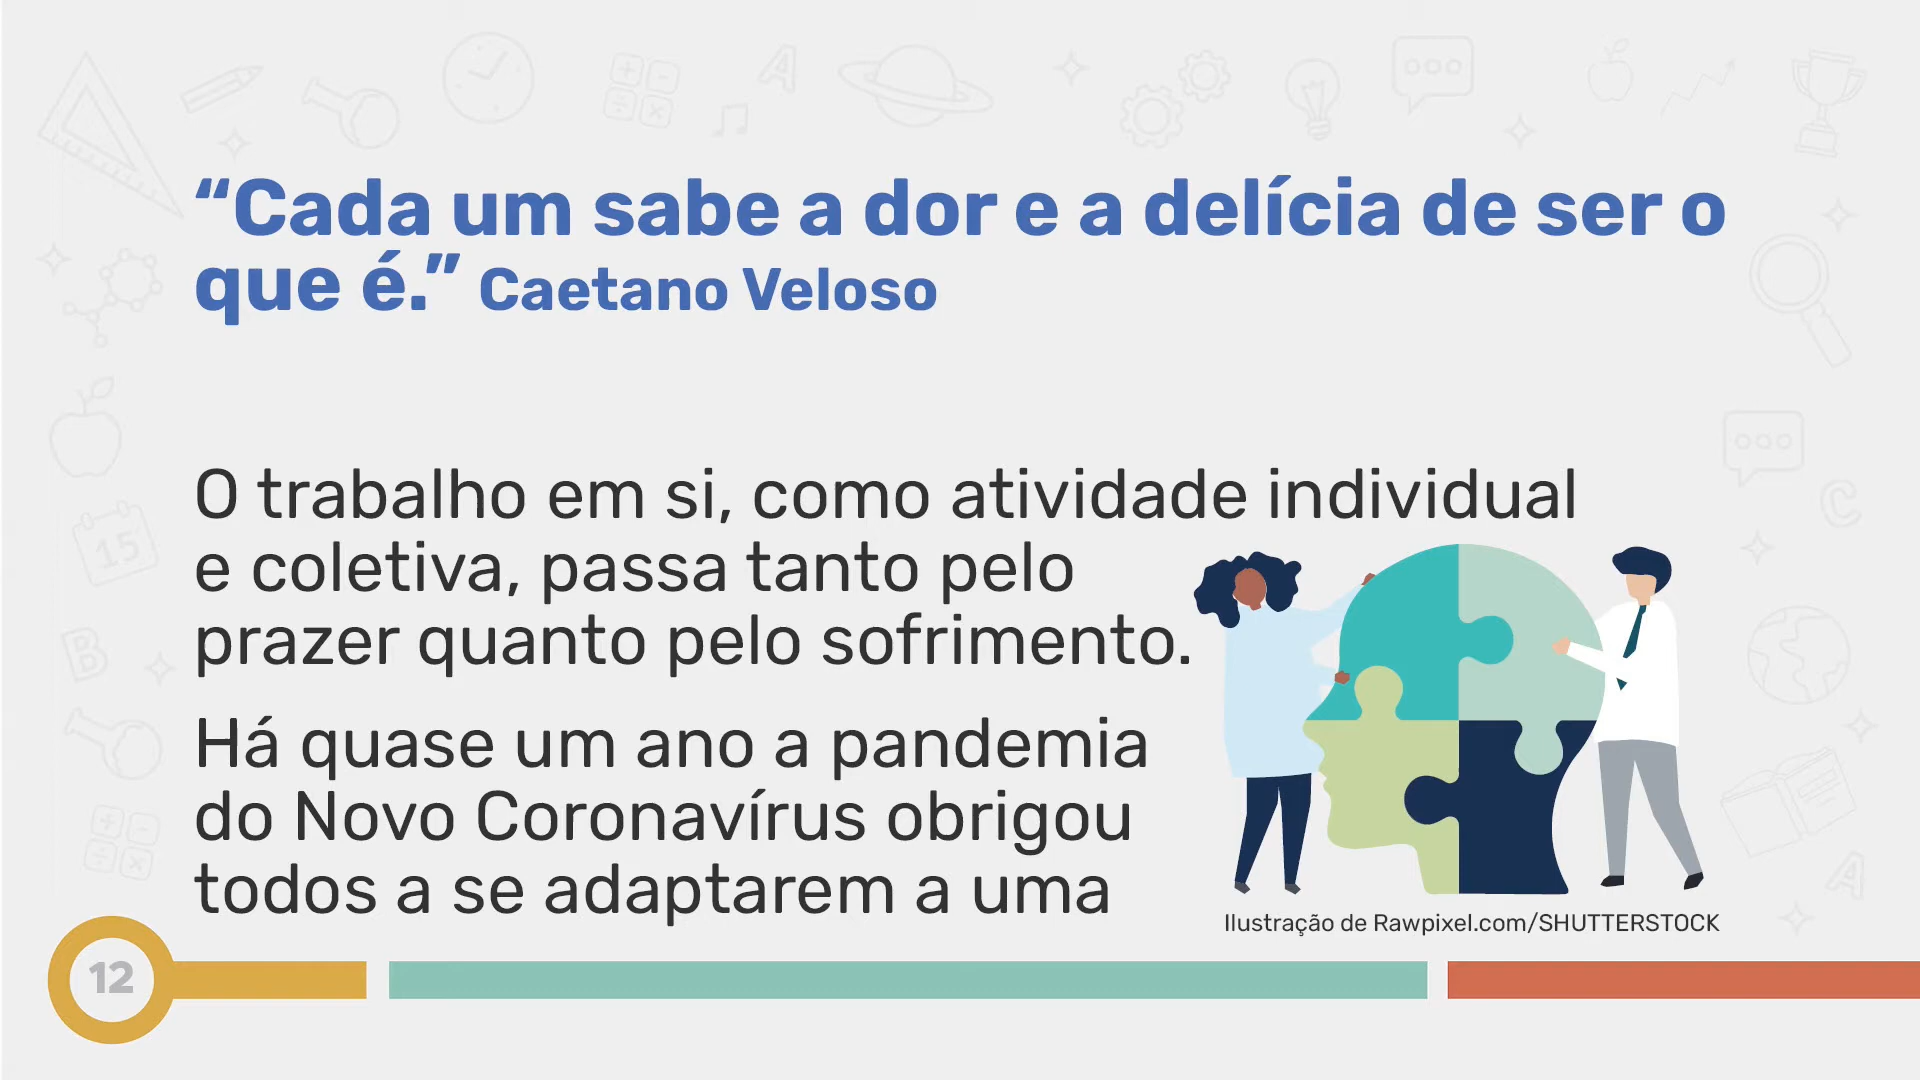 “Cada um sabe a dor e a delícia de ser o
que é.” Caetano Veloso
O trabalho em si, como atividade individual
e coletiva, passa tanto pelo
prazer quanto pelo sofrimento.
Há quase um ano a pandemia
do Novo Coronavírus obrigou
todos a se adaptarem a uma
Ilustração de Rawpixel.com/SHUTTERSTOCK
12
A
C
15
B
A